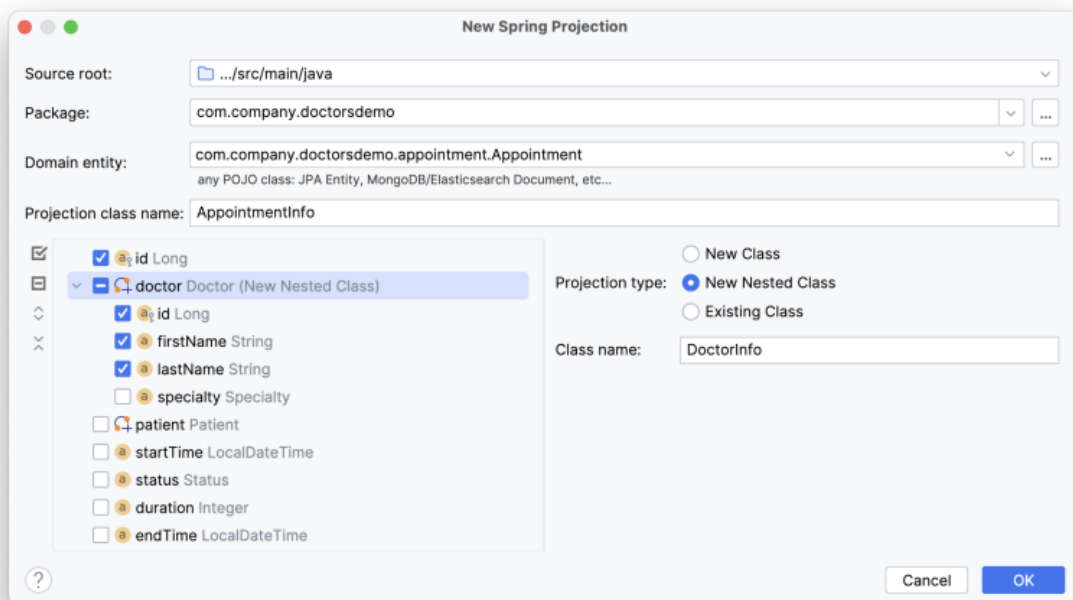 New Spring Projection
Source root:
.../src/main/java
Package:
com.company.doctorsdemo
...
Domain entity:
com.company.doctorsdemo.appointment.Appointment
...
any POJO class: JPA Entity, MongoDB/Elasticsearch Document, etc...
Projection class name:
AppointmentInfo
id Long
doctor Doctor (New Nested Class)
id Long
firstName String
lastName String
specialty Specialty
patient Patient
startTime LocalDateTime
status Status
duration Integer
endTime LocalDateTime
Projection type:
New Class
New Nested Class
Existing Class
Class name:
DoctorInfo
?
Cancel
OK